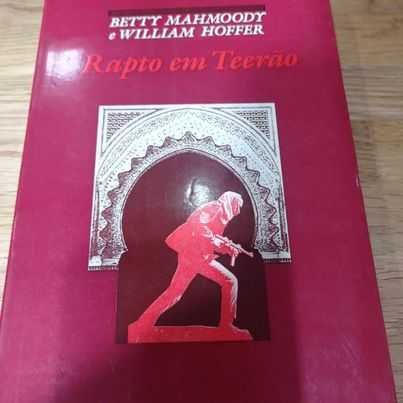 BETTY MAHMOODY
e WILLIAM HOFFER
Rapto em Teerão